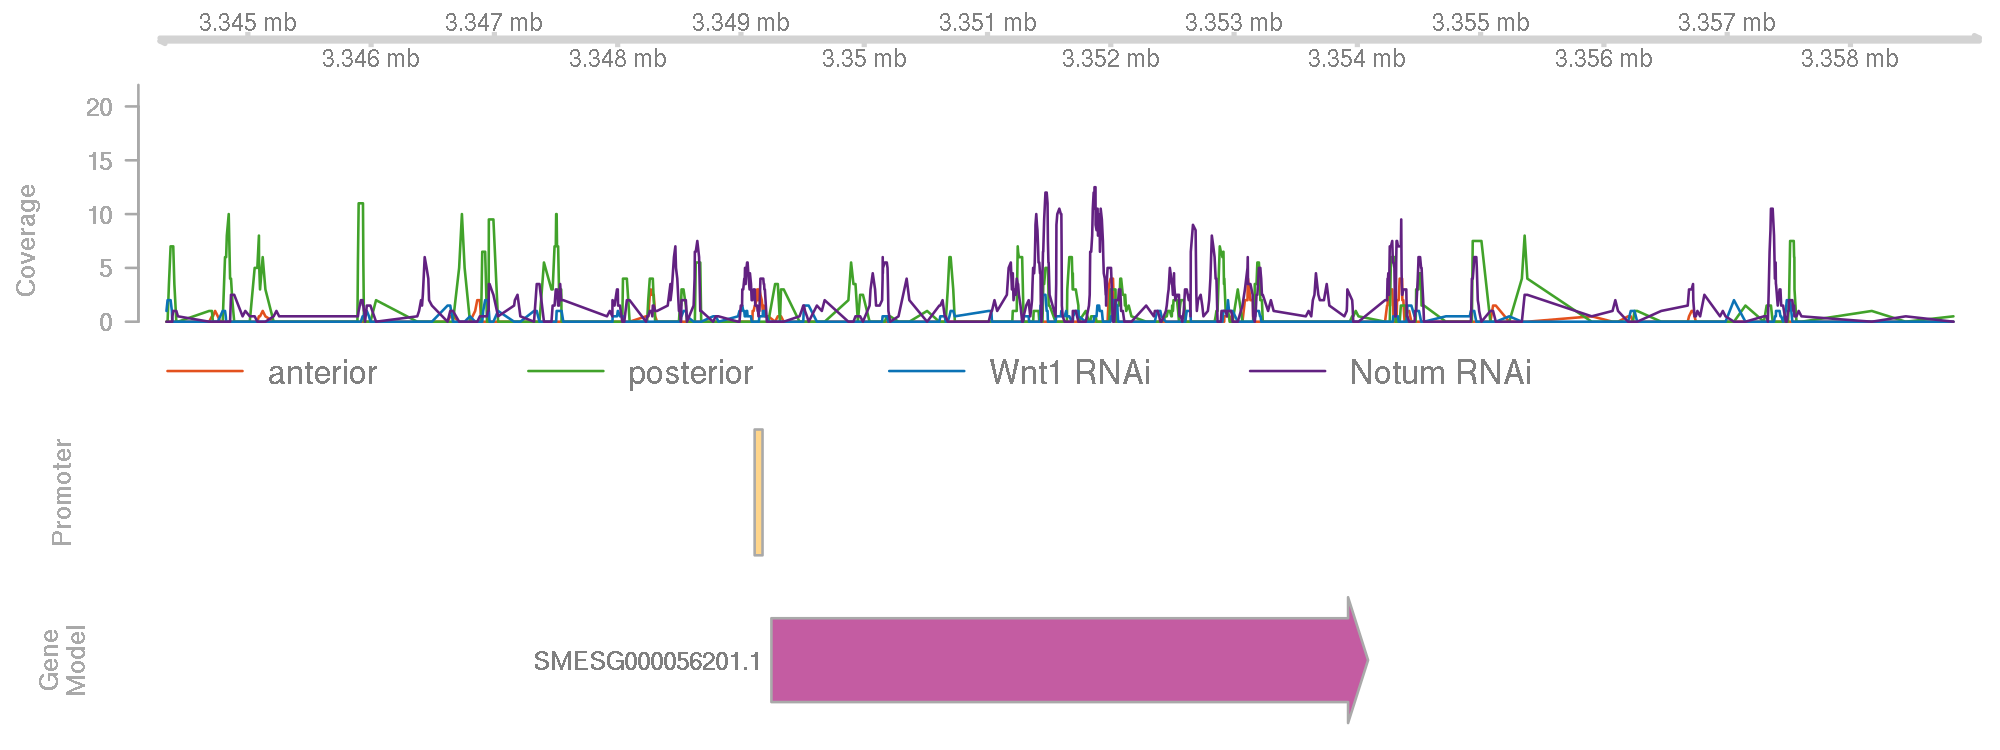 3.345 mb 3.347 mb 3.349 mb 3.351 mb 3.353 mb 3.355 mb 3.357 mb
3.346 mb 3.348 mb 3.35 mb 3.352 mb 3.354 mb 3.356 mb 3.358 mb
Coverage
20
15
10
5
0
anterior posterior Wnt1 RNAi Notum RNAi
Promoter
Gene
Model
SMESG000056201.1